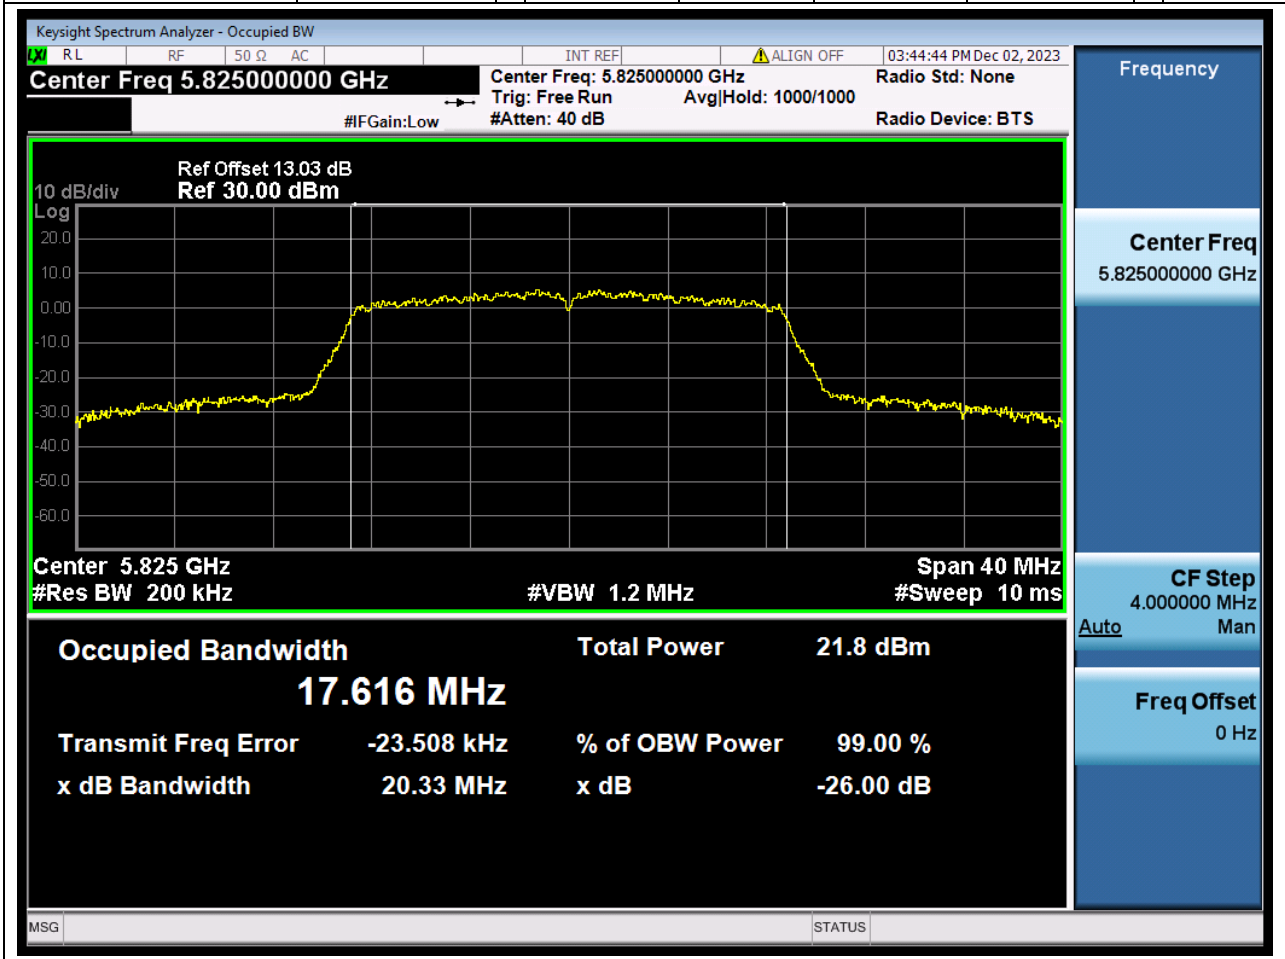 Keysight Spectrum Analyzer - Occupied BW
LXI RL RF 50 Ω AC INT REF ALIGN OFF 03:44:44 PM Dec 02, 2023
Center Freq 5.825000000 GHz
Center Freq: 5.825000000 GHz
Radio Std: None
Trig: Free Run Avg|Hold: 1000/1000
#IFGain:Low
#Atten: 40 dB
Radio Device: BTS
Ref Offset 13.03 dB
10 dB/div Ref 30.00 dBm
Log
20.0
10.0
0.00
-10.0
-20.0
-30.0
-40.0
-50.0
-60.0
Center 5.825 GHz Span 40 MHz
#Res BW 200 kHz #VBW 1.2 MHz #Sweep 10 ms
Occupied Bandwidth Total Power 21.8 dBm
17.616 MHz
Transmit Freq Error -23.508 kHz % of OBW Power 99.00 %
x dB Bandwidth 20.33 MHz x dB -26.00 dB
MSG STATUS
Frequency
Center Freq
5.825000000 GHz
CF Step
4.000000 MHz
Auto Man
Freq Offset
0 Hz